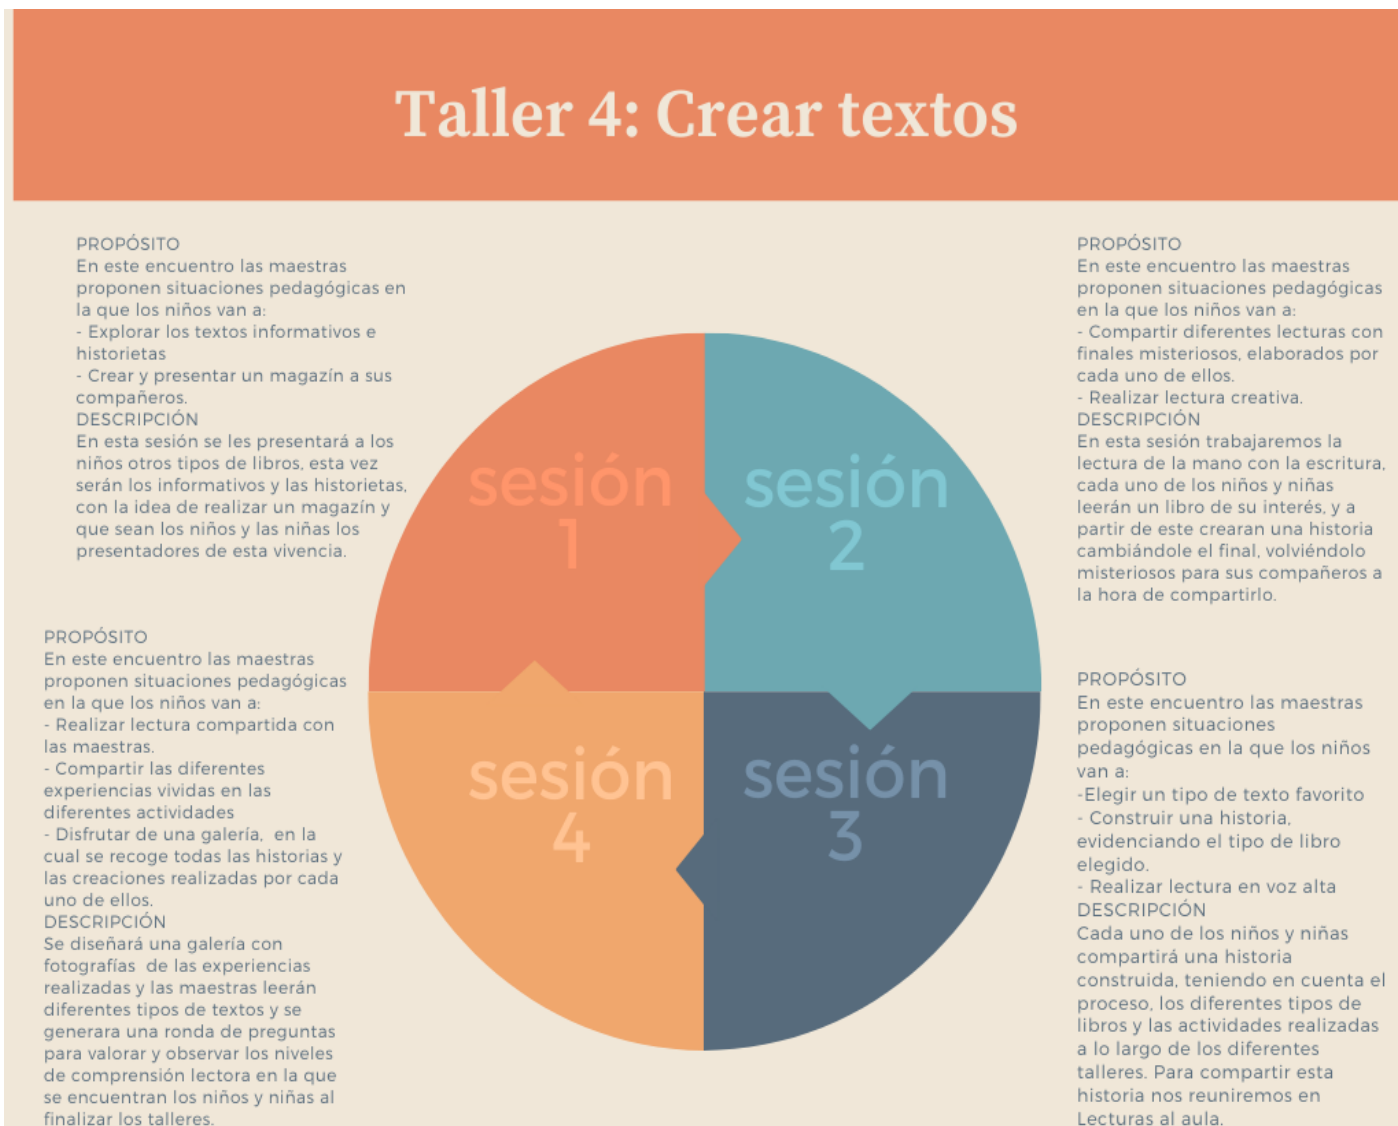 Taller 4: Crear textos
PROPÓSITO
En este encuentro las maestras
proponen situaciones pedagógicas en
la que los niños van a:
- Explorar los textos informativos e
historietas
- Crear y presentar un magazín a sus
compañeros.
DESCRIPCIÓN
En esta sesión se les presentará a los
niños otros tipos de libros, esta vez
serán los informativos y las historietas,
con la idea de realizar un magazín y
que sean los niños y las niñas los
presentadores de esta vivencia.
sesión
1
sesión
2
PROPÓSITO
En este encuentro las maestras
proponen situaciones pedagógicas
en la que los niños van a:
- Compartir diferentes lecturas con
finales misteriosos, elaborados por
cada uno de ellos.
- Realizar lectura creativa.
DESCRIPCIÓN
En esta sesión trabajaremos la
lectura de la mano con la escritura,
cada uno de los niños y niñas
leerán un libro de su interés, y a
partir de este crearan una historia
cambiándole el final, volviéndolo
misteriosos para sus compañeros a
la hora de compartirlo.
PROPÓSITO
En este encuentro las maestras
proponen situaciones pedagógicas
en la que los niños van a:
- Realizar lectura compartida con
las maestras.
- Compartir las diferentes
experiencias vividas en las
diferentes actividades
- Disfrutar de una galería,  en la
cual se recoge todas las historias y
las creaciones realizadas por cada
uno de ellos.
DESCRIPCIÓN
Se diseñará una galería con
fotografías  de las experiencias
realizadas y las maestras leerán
diferentes tipos de textos y se
generara una ronda de preguntas
para valorar y observar los niveles
de comprensión lectora en la que
se encuentran los niños y niñas al
finalizar los talleres.
sesión
4
sesión
3
PROPÓSITO
En este encuentro las maestras
proponen situaciones
pedagógicas en la que los niños
van a:
-Elegir un tipo de texto favorito
- Construir una historia,
evidenciando el tipo de libro
elegido.
- Realizar lectura en voz alta
DESCRIPCIÓN
Cada uno de los niños y niñas
compartirá una historia
construida, teniendo en cuenta el
proceso, los diferentes tipos de
libros y las actividades realizadas
a lo largo de los diferentes
talleres. Para compartir esta
historia nos reuniremos en
Lecturas al aula.